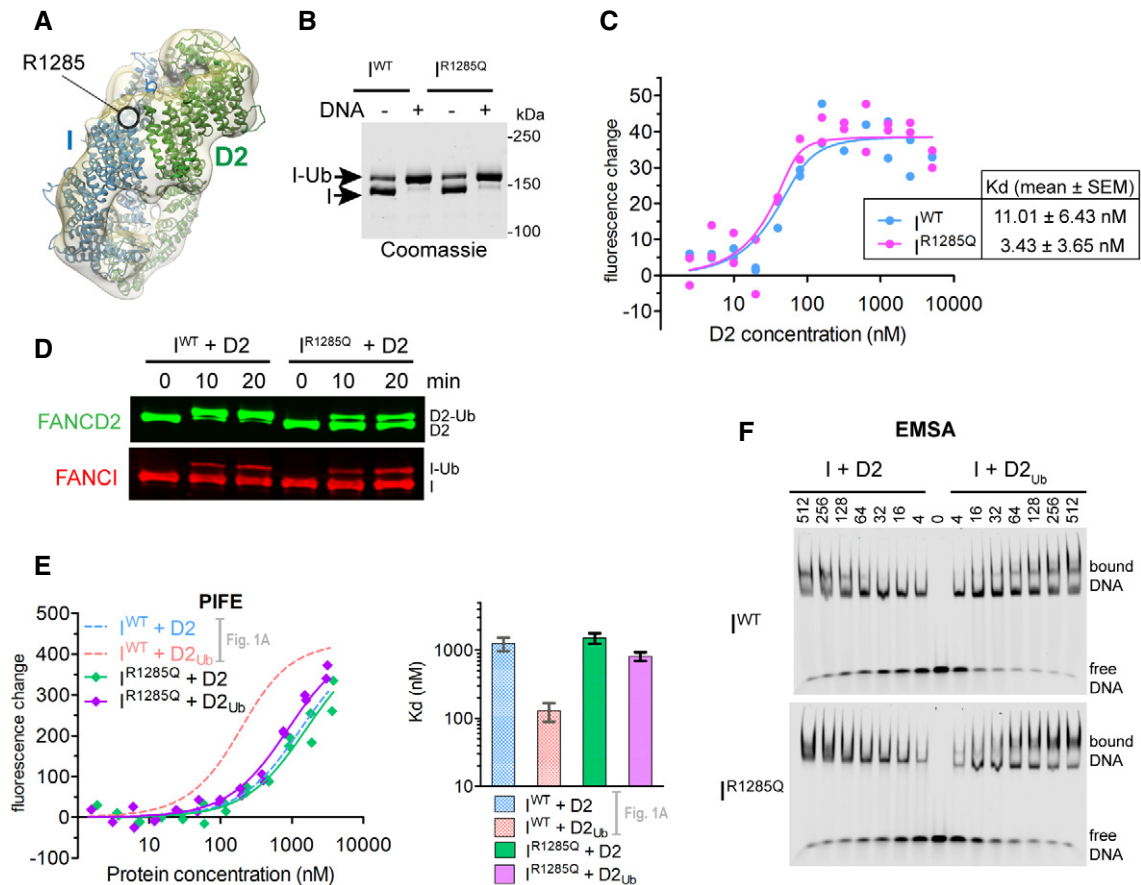 A
R1285
I
D2
B
I^WT I^R1285Q
DNA - + - + kDa
-250
I-Ub
-150
I
-100
Coomassie
C
fluorescence change
50
40
30
20
10
0
-10
10 100 1000 10000
D2 concentration (nM)
Kd (mean ± SEM)
I^WT 11.01 ± 6.43 nM
I^R1285Q 3.43 ± 3.65 nM
D
I^WT + D2 I^R1285Q + D2
0 10 20 0 10 20 min
FANCD2 D2-Ub
D2
FANCI I-Ub
I
E
PIFE
fluorescence change
500
400
300
200
100
0
-100
I^WT + D2
I^WT + D2_Ub
Fig. 1A
I^R1285Q + D2
I^R1285Q + D2_Ub
10 100 1000 10000
Protein concentration (nM)
Kd (nM)
1000
100
10
I^WT + D2
I^WT + D2_Ub
Fig. 1A
I^R1285Q + D2
I^R1285Q + D2_Ub
F
EMSA
I + D2 I + D2_Ub
512 256 128 64 32 16 4 0 4 16 32 64 128 256 512
bound
DNA
I^WT
free
DNA
bound
DNA
I^R1285Q
free
DNA